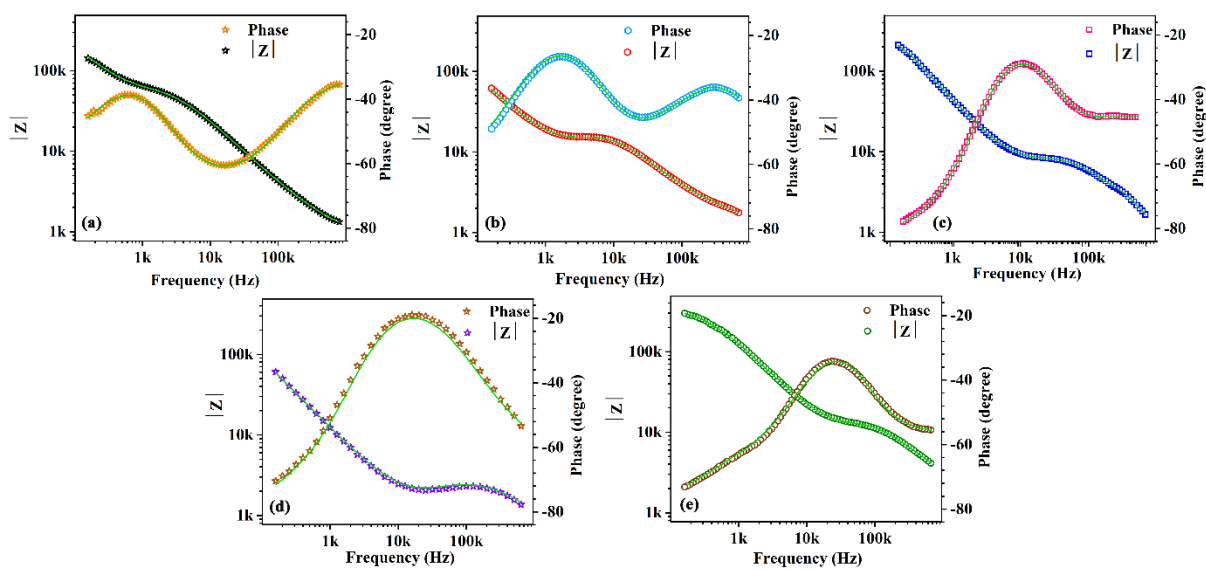 Phase
|Z|
100k
10k
1k
-20
-40
-60
-80
|Z|
Phase (degree)
(a)
1k 10k 100k
Frequency (Hz)
Phase
|Z|
100k
10k
1k
-20
-40
-60
-80
|Z|
Phase (degree)
(b)
1k 10k 100k
Frequency (Hz)
Phase
|Z|
100k
10k
1k
-20
-40
-60
-80
|Z|
Phase (degree)
(c)
1k 10k 100k
Frequency (Hz)
Phase
|Z|
100k
10k
1k
-20
-40
-60
-80
|Z|
Phase (degree)
(d)
1k 10k 100k
Frequency (Hz)
Phase
|Z|
100k
10k
1k
-20
-40
-60
-80
|Z|
Phase (degree)
(e)
1k 10k 100k
Frequency (Hz)